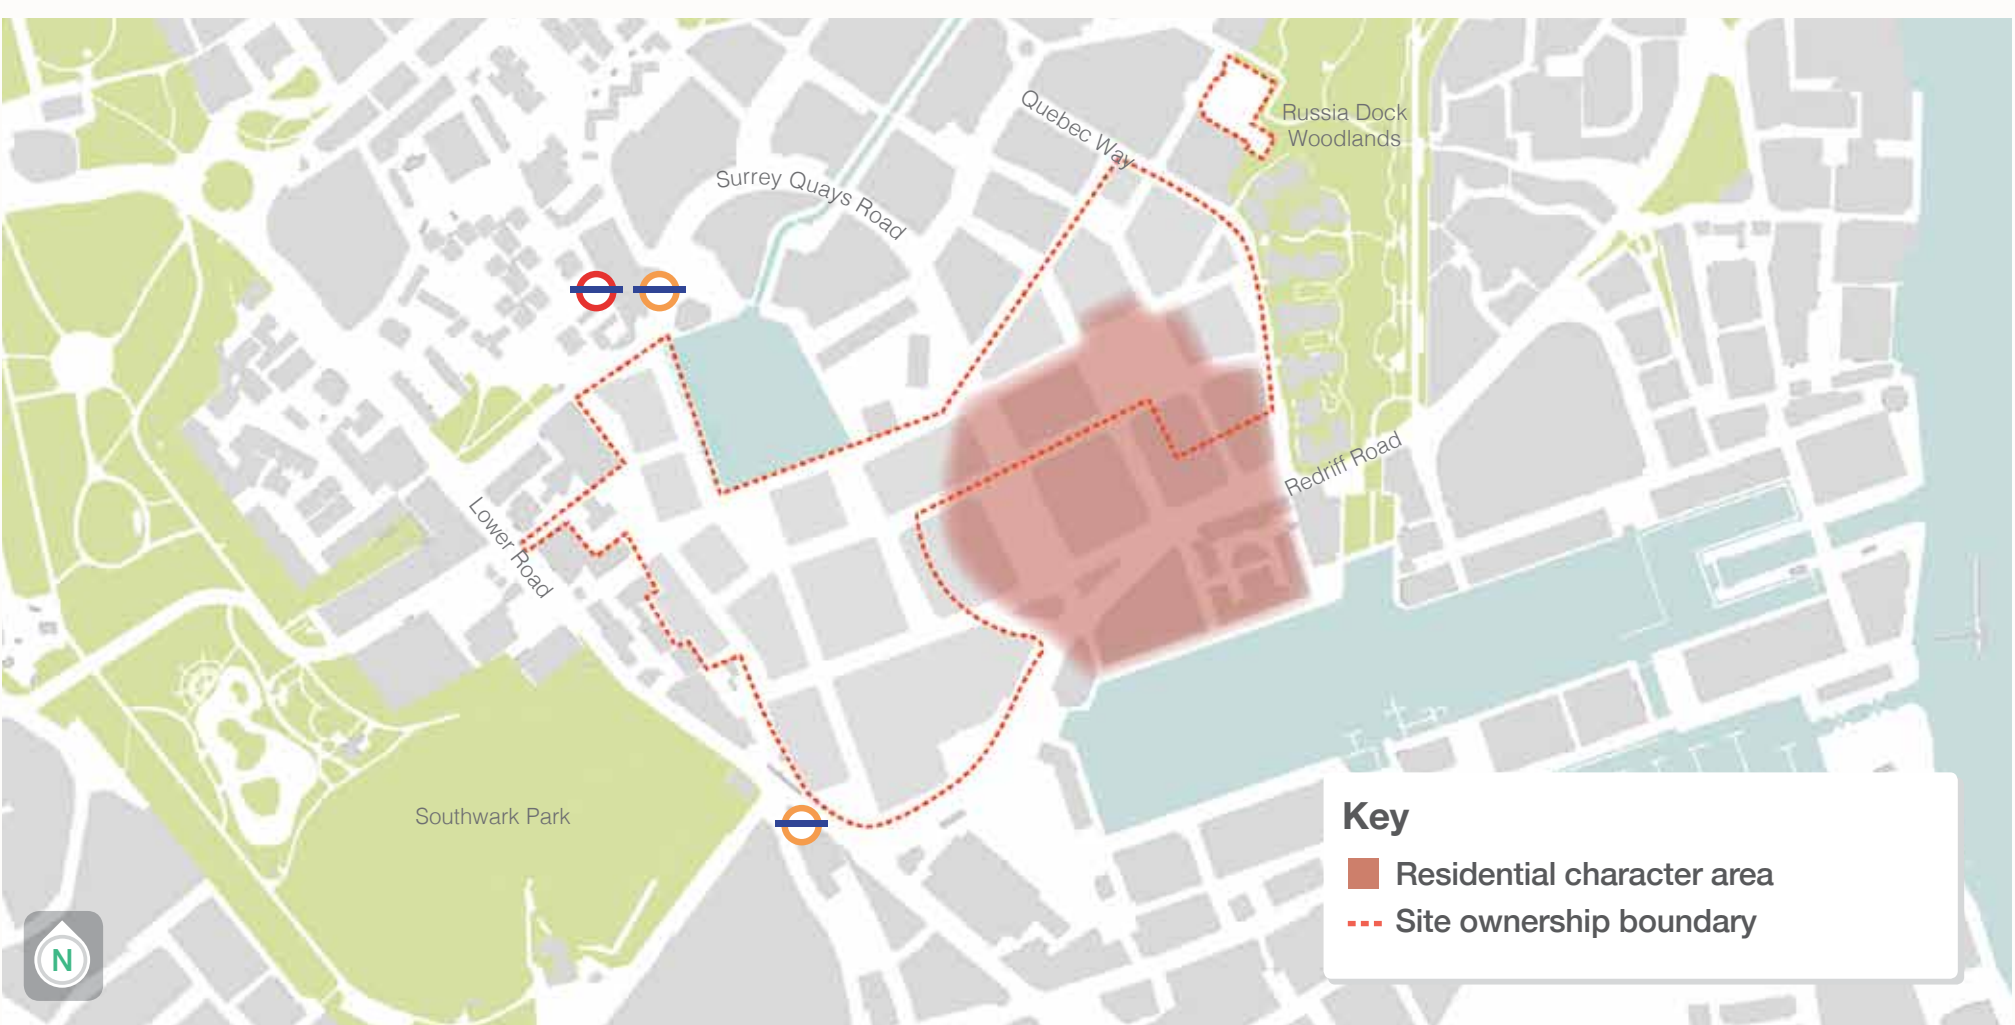 Quebec Way
Russia Dock
Woodlands
Surrey Quays Road
Redriff Road
Lower Road
Southwark Park
Key
Residential character area
Site ownership boundary
N